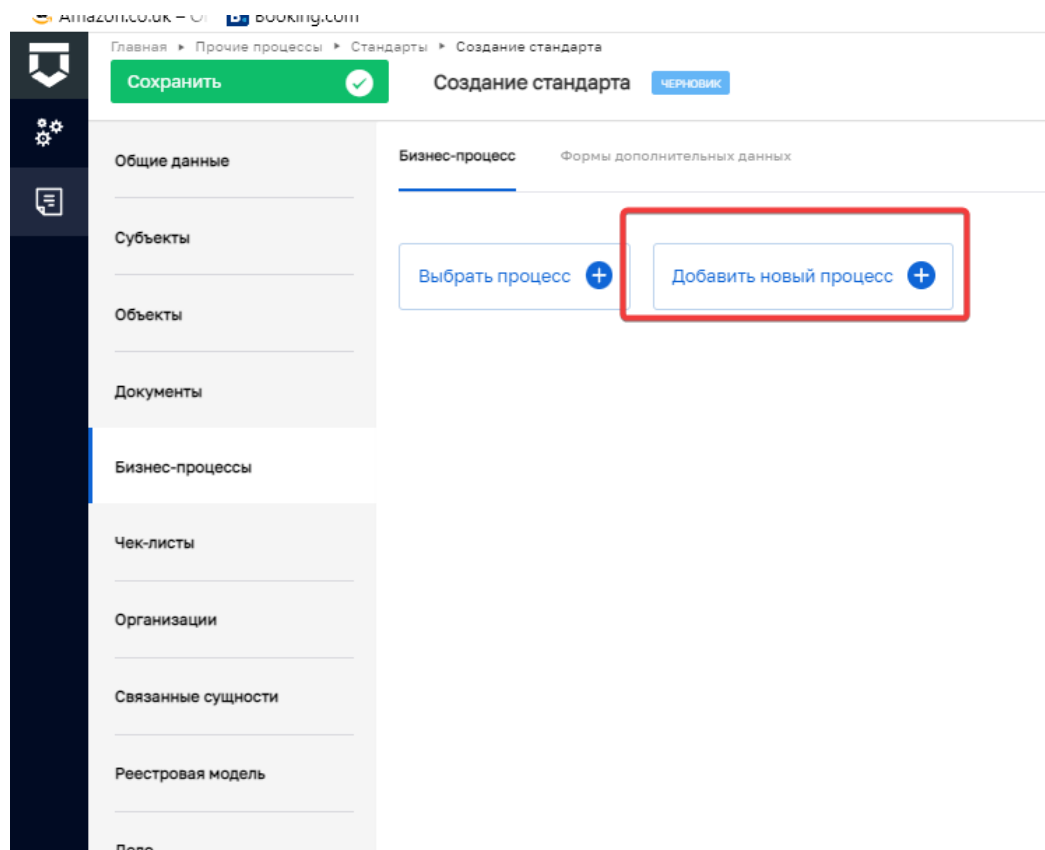 Amazon.co.uk – Booking.com
Главная ▸ Прочие процессы ▸ Стандарты ▸ Создание стандарта
Сохранить
Создание стандарта ЧЕРНОВИК
Общие данные
Бизнес-процесс Формы дополнительных данных
Субъекты
Выбрать процесс Добавить новый процесс
Объекты
Документы
Бизнес-процессы
Чек-листы
Организации
Связанные сущности
Реестровая модель